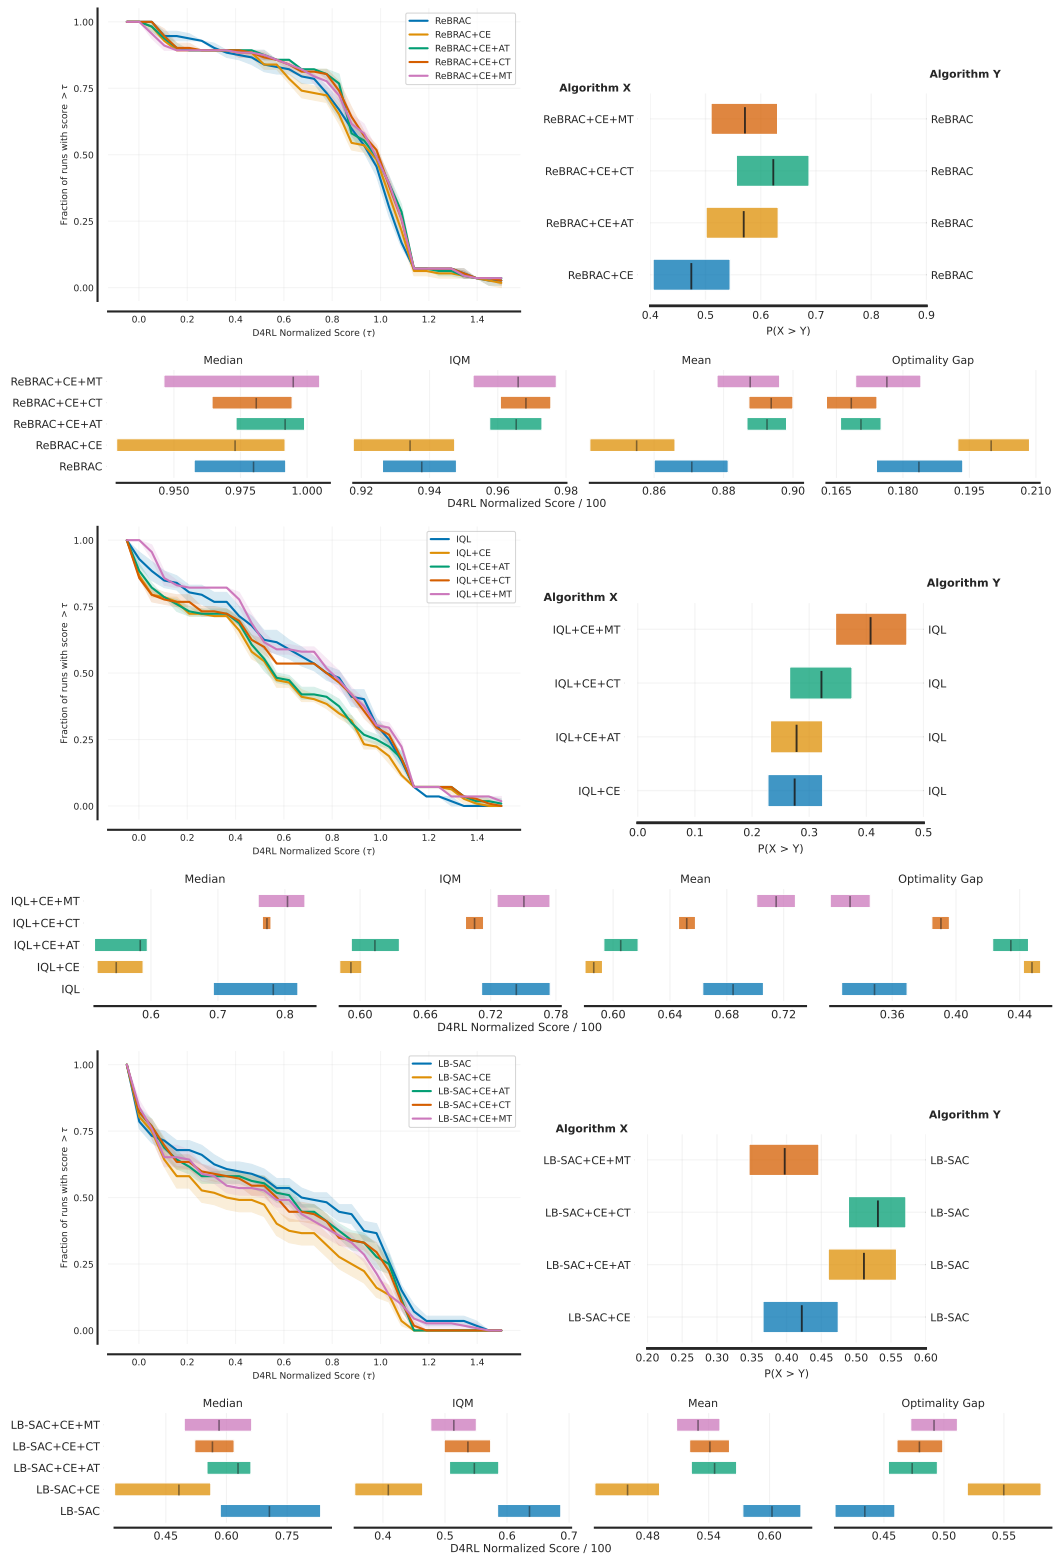 1.00
0.75
0.50
0.25
0.00
Fraction of runs with score > τ
ReBRAC
ReBRAC+CE
ReBRAC+CE+AT
ReBRAC+CE+CT
ReBRAC+CE+MT
0.0 0.2 0.4 0.6 0.8 1.0 1.2 1.4
D4RL Normalized Score (τ)
Algorithm X
Algorithm Y
ReBRAC+CE+MT ReBRAC
ReBRAC+CE+CT ReBRAC
ReBRAC+CE+AT ReBRAC
ReBRAC+CE ReBRAC
0.4 0.5 0.6 0.7 0.8 0.9
P(X > Y)
Median IQM Mean Optimality Gap
ReBRAC+CE+MT
ReBRAC+CE+CT
ReBRAC+CE+AT
ReBRAC+CE
ReBRAC
0.950 0.975 1.000 0.92 0.94 0.96 0.98 0.86 0.88 0.90 0.165 0.180 0.195 0.210
D4RL Normalized Score / 100
1.00
0.75
0.50
0.25
0.00
Fraction of runs with score > τ
IQL
IQL+CE
IQL+CE+AT
IQL+CE+CT
IQL+CE+MT
0.0 0.2 0.4 0.6 0.8 1.0 1.2 1.4
D4RL Normalized Score (τ)
Algorithm X
Algorithm Y
IQL+CE+MT IQL
IQL+CE+CT IQL
IQL+CE+AT IQL
IQL+CE IQL
0.0 0.1 0.2 0.3 0.4 0.5
P(X > Y)
Median IQM Mean Optimality Gap
IQL+CE+MT
IQL+CE+CT
IQL+CE+AT
IQL+CE
IQL
0.6 0.7 0.8 0.60 0.66 0.72 0.78 0.60 0.64 0.68 0.72 0.36 0.40 0.44
D4RL Normalized Score / 100
1.00
0.75
0.50
0.25
0.00
Fraction of runs with score > τ
LB-SAC
LB-SAC+CE
LB-SAC+CE+AT
LB-SAC+CE+CT
LB-SAC+CE+MT
0.0 0.2 0.4 0.6 0.8 1.0 1.2 1.4
D4RL Normalized Score (τ)
Algorithm X
Algorithm Y
LB-SAC+CE+MT LB-SAC
LB-SAC+CE+CT LB-SAC
LB-SAC+CE+AT LB-SAC
LB-SAC+CE LB-SAC
0.20 0.25 0.30 0.35 0.40 0.45 0.50 0.55 0.60
P(X > Y)
Median IQM Mean Optimality Gap
LB-SAC+CE+MT
LB-SAC+CE+CT
LB-SAC+CE+AT
LB-SAC+CE
LB-SAC
0.45 0.60 0.75 0.4 0.5 0.6 0.7 0.48 0.54 0.60 0.45 0.50 0.55
D4RL Normalized Score / 100